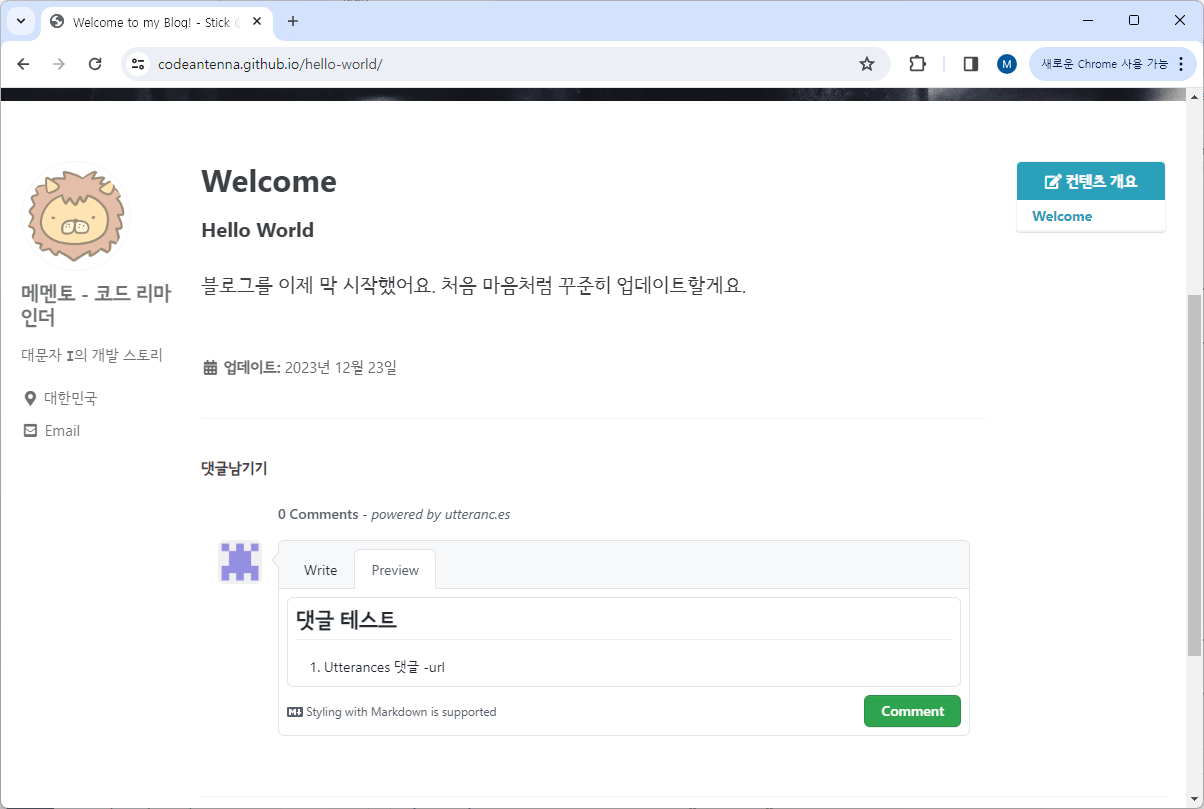 Welcome to my Blog! - Stick
codeantenna.github.io/hello-world/
M
새로운 Chrome 사용 가능
메멘토 - 코드 리마
인더
대문자 I의 개발 스토리
대한민국
Email
Welcome
Hello World
블로그를 이제 막 시작했어요. 처음 마음처럼 꾸준히 업데이트할게요.
업데이트: 2023년 12월 23일
컨텐츠 개요
Welcome
댓글남기기
0 Comments - powered by utteranc.es
Write
Preview
댓글 테스트
1. Utterances 댓글 -url
Styling with Markdown is supported
Comment